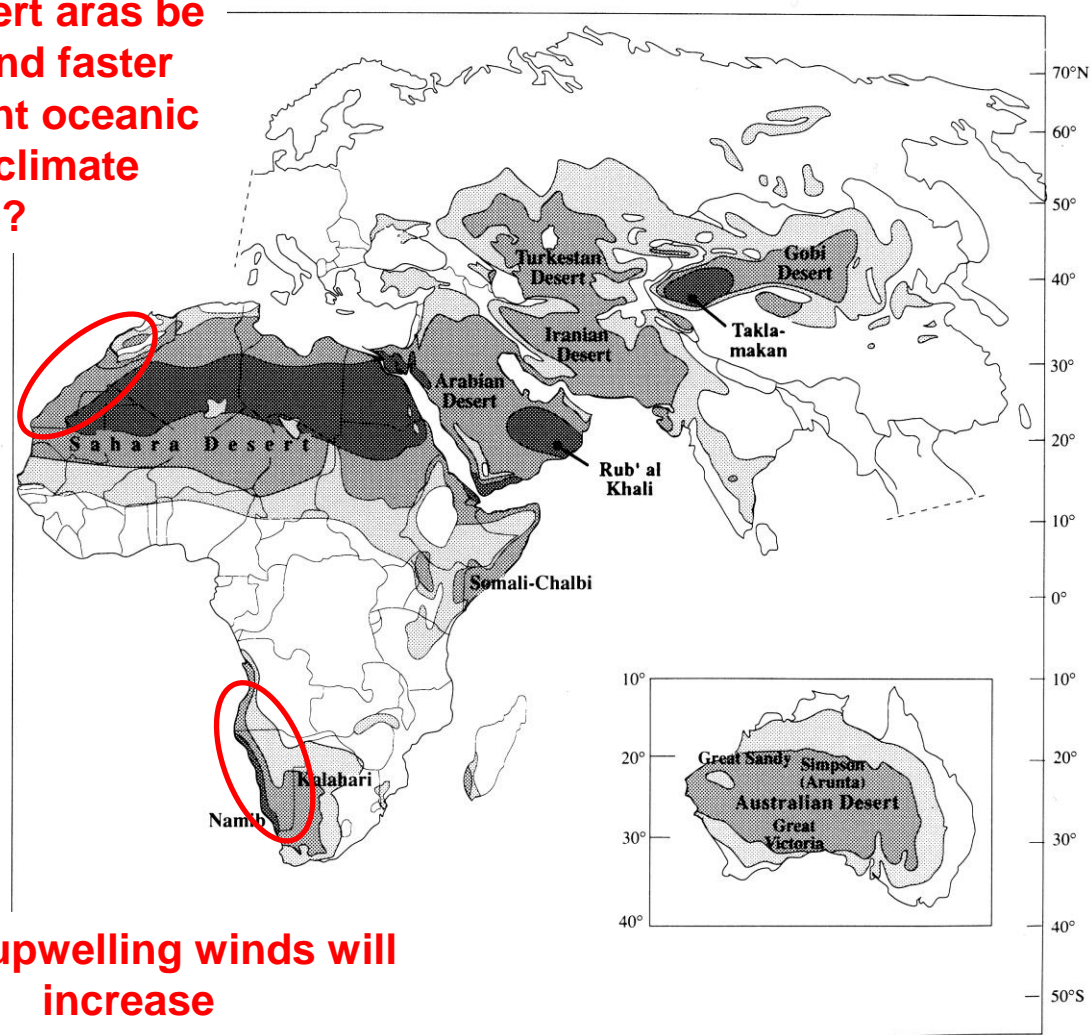 ert aras be
nd faster
nt oceanic
climate
?
70°N
60°
50°
40°
30°
20°
10°
0°
10°
20°
30°
40°
50°S
Turkestan
Desert
Gobi
Desert
Takla-
makan
Iranian
Desert
Arabian
Desert
Sahara Desert
Rub' al
Khali
Somali-Chalbi
Kalahari
Namib
10°
20°
30°
40°
Great Sandy
Simpson
(Arunta)
Australian Desert
Great
Victoria
upwelling winds will
increase